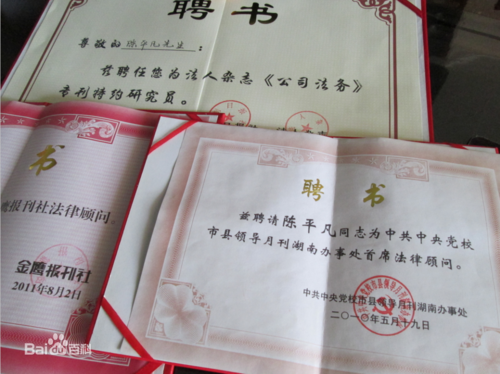 聘书
尊敬的陈平凡先生：
兹聘任您为法人杂志《公司法务》
专刊特约研究员。
书
报刊社法律顾问。
金鹰报刊社
2011年8月2日
聘书
兹聘请陈平凡同志为中共中央党校
市县领导月刊湖南办事处首席法律顾问。
中共中央党校市县领导月刊湖南办事处
二〇一〇年五月十九日
Bai百科